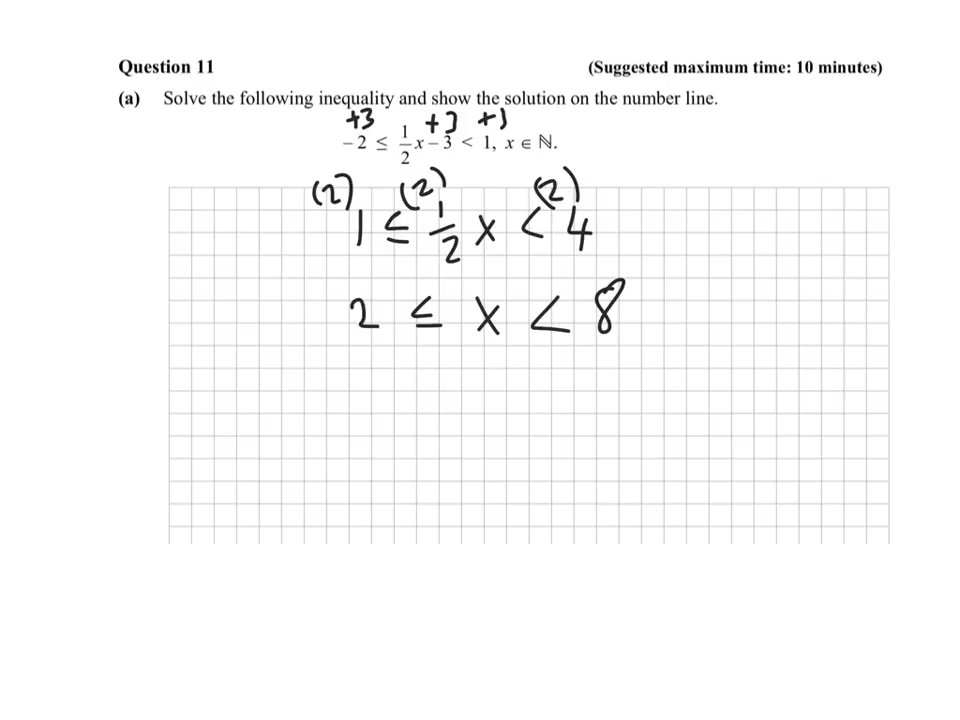 Question 11 (Suggested maximum time: 10 minutes)
(a) Solve the following inequality and show the solution on the number line.
+3 +3 +3
−2 ≤ 1/2 x − 3 < 1, x ∈ ℕ.
(2) (2) (2)
1 ≤ 1/2 x < 4
2 ≤ x < 8